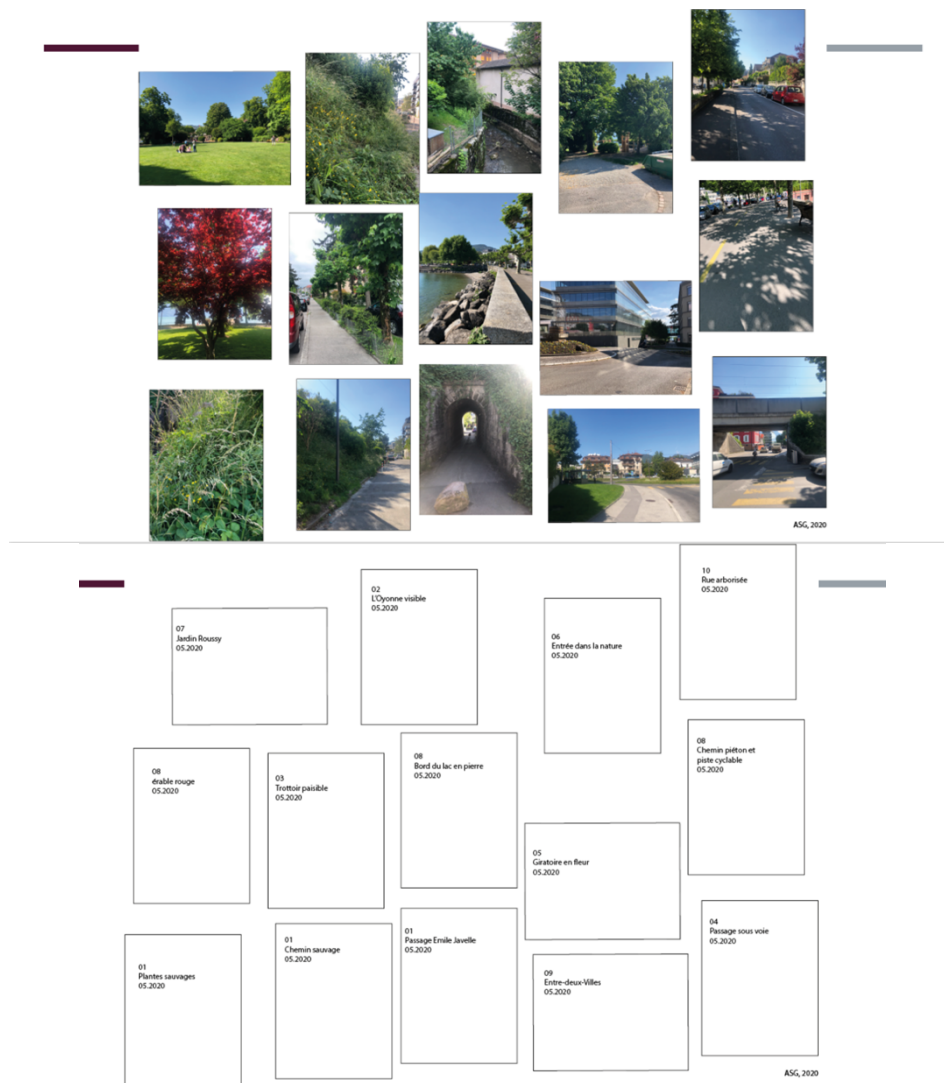 ASG, 2020
10
Rue arborisée
05.2020
02
L'Oyonne visible
05.2020
07
Jardin Roussy
05.2020
06
Entrée dans la nature
05.2020
08
érable rouge
05.2020
03
Trottoir paisible
05.2020
08
Bord du lac en pierre
05.2020
08
Chemin piéton et
piste cyclable
05.2020
05
Giratoire en fleur
05.2020
01
Plantes sauvages
05.2020
01
Chemin sauvage
05.2020
01
Passage Emile Javelle
05.2020
09
Entre-deux-Villes
05.2020
04
Passage sous voie
05.2020
ASG, 2020